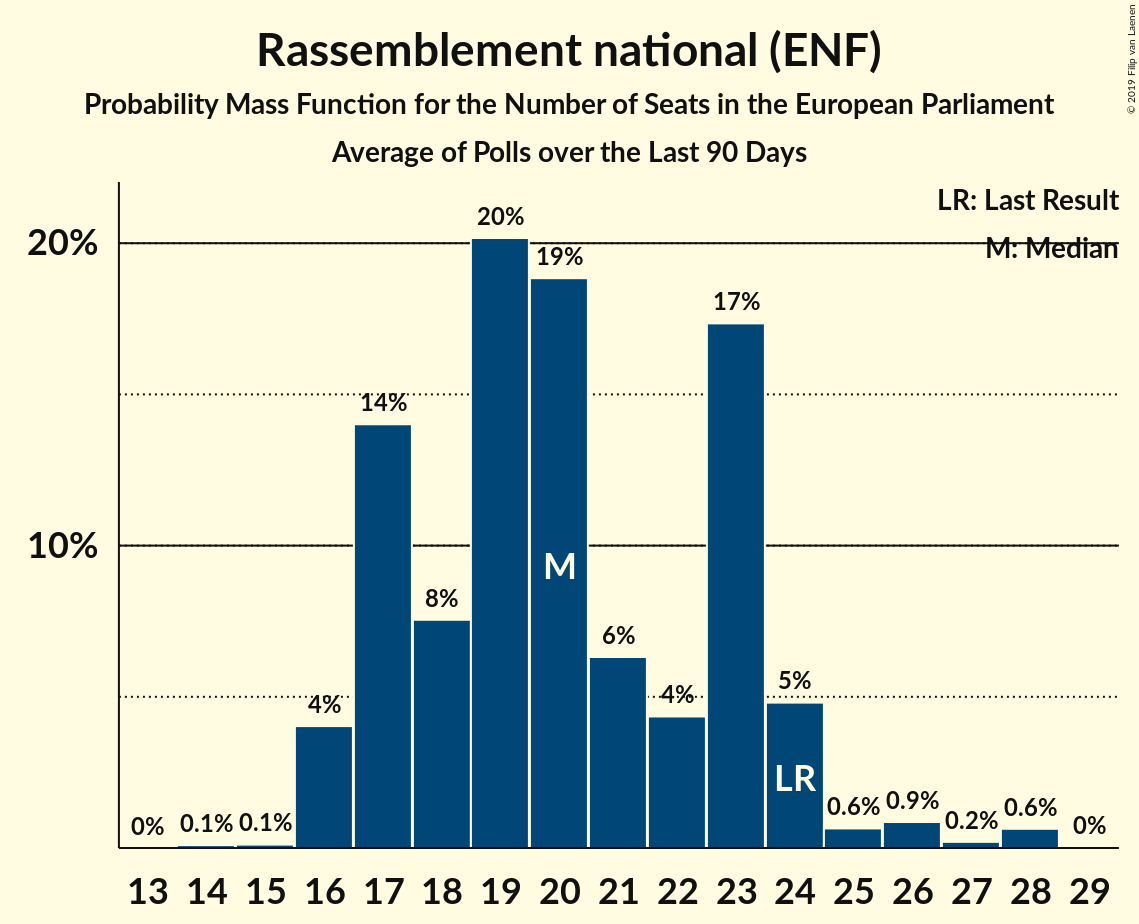 Rassemblement national (ENF)
Probability Mass Function for the Number of Seats in the European Parliament
Average of Polls over the Last 90 Days
© 2019 Filip van Laenen
LR: Last Result
M: Median
20%
10%
0%
0.1%
0.1%
4%
14%
8%
20%
19%
6%
4%
17%
5%
0.6%
0.9%
0.2%
0.6%
0%
M
LR
13 14 15 16 17 18 19 20 21 22 23 24 25 26 27 28 29